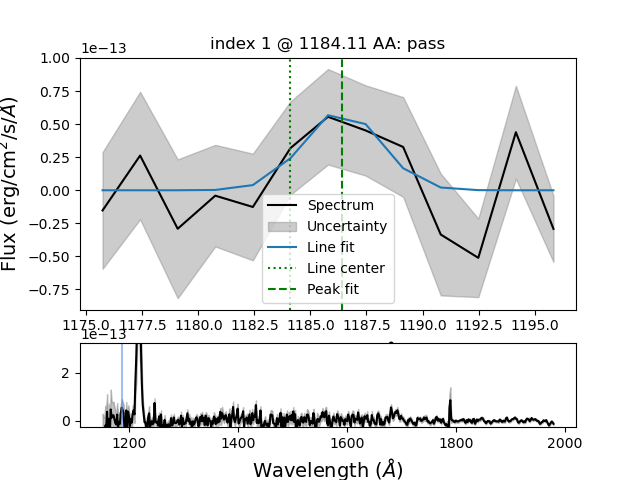 index 1 @ 1184.11 AA: pass
1e−13
1.00
0.75
0.50
0.25
0.00
−0.25
−0.50
−0.75
Flux (erg/cm²/s/Å)
Spectrum
Uncertainty
Line fit
Line center
Peak fit
1175.0 1177.5 1180.0 1182.5 1185.0 1187.5 1190.0 1192.5 1195.0
1e−13
2
0
1200 1400 1600 1800 2000
Wavelength (Å)